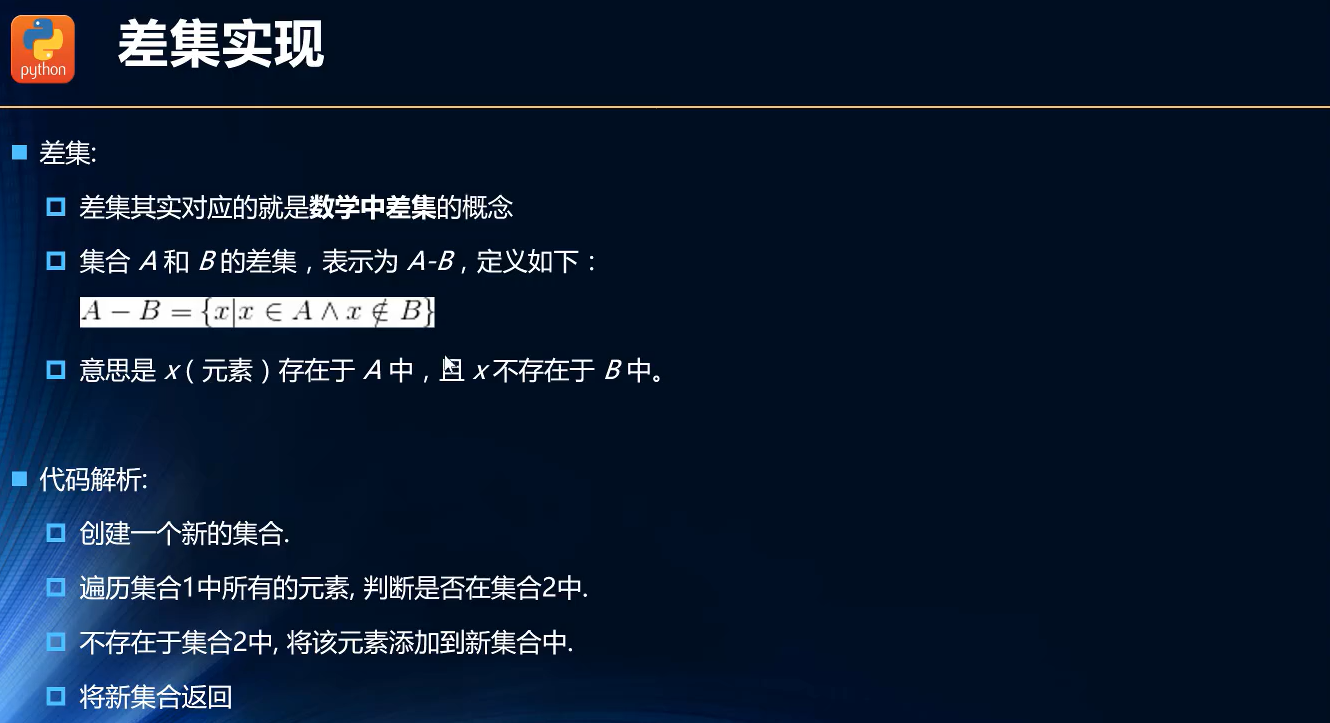 python
差集实现
差集:
差集其实对应的就是数学中差集的概念
集合 A 和 B 的差集，表示为 A-B，定义如下：
A − B = {x|x ∈ A ∧ x ∉ B}
意思是 x（元素）存在于 A 中，且 x 不存在于 B 中。
代码解析:
创建一个新的集合.
遍历集合1中所有的元素, 判断是否在集合2中.
不存在于集合2中, 将该元素添加到新集合中.
将新集合返回